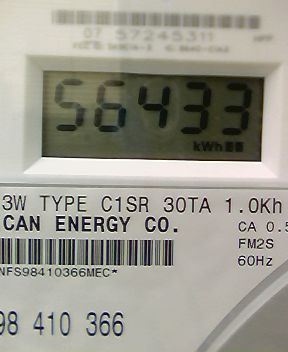 07 57245311
56433
kWh
3W TYPE C1SR 30TA 1.0Kh
CAN ENERGY CO.
CA 0.5
FM2S
60Hz
NFS98410366MEC*
98 410 366